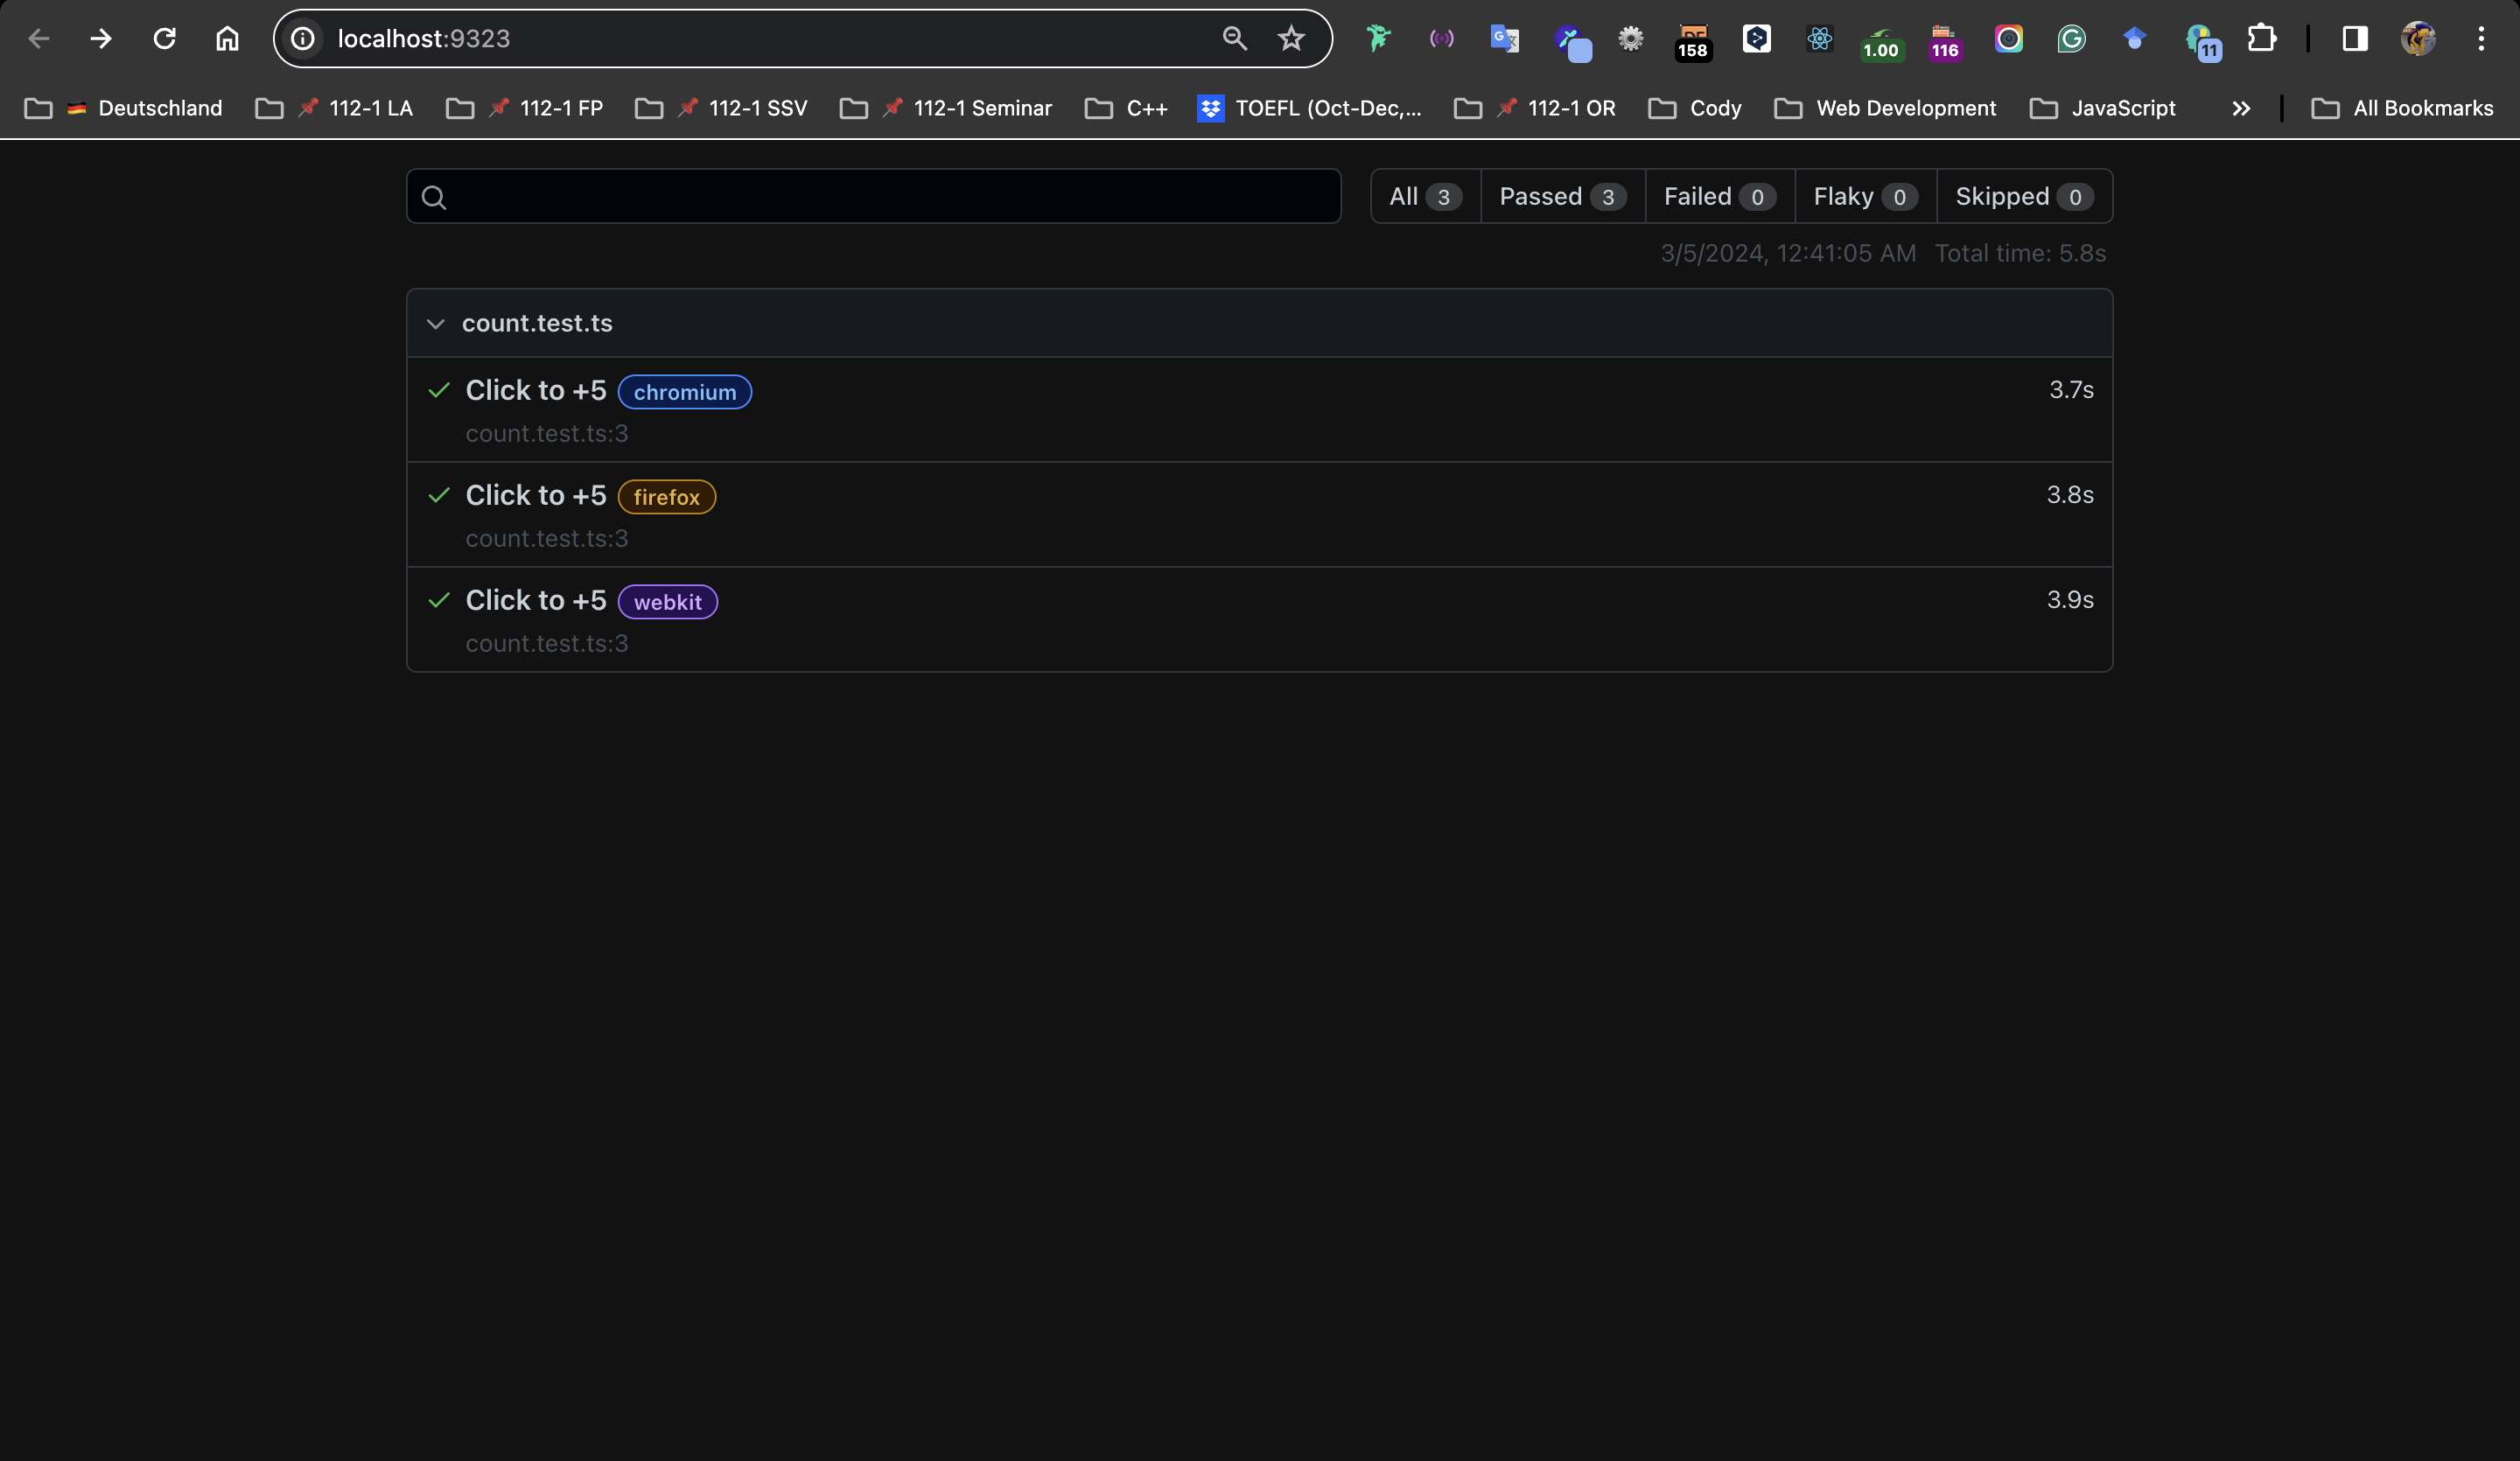 localhost:9323
158
1.00
116
11
Deutschland 112-1 LA 112-1 FP 112-1 SSV 112-1 Seminar C++ TOEFL (Oct-Dec,... 112-1 OR Cody Web Development JavaScript » All Bookmarks
All 3 Passed 3 Failed 0 Flaky 0 Skipped 0
3/5/2024, 12:41:05 AM Total time: 5.8s
count.test.ts
Click to +5 chromium 3.7s
count.test.ts:3
Click to +5 firefox 3.8s
count.test.ts:3
Click to +5 webkit 3.9s
count.test.ts:3